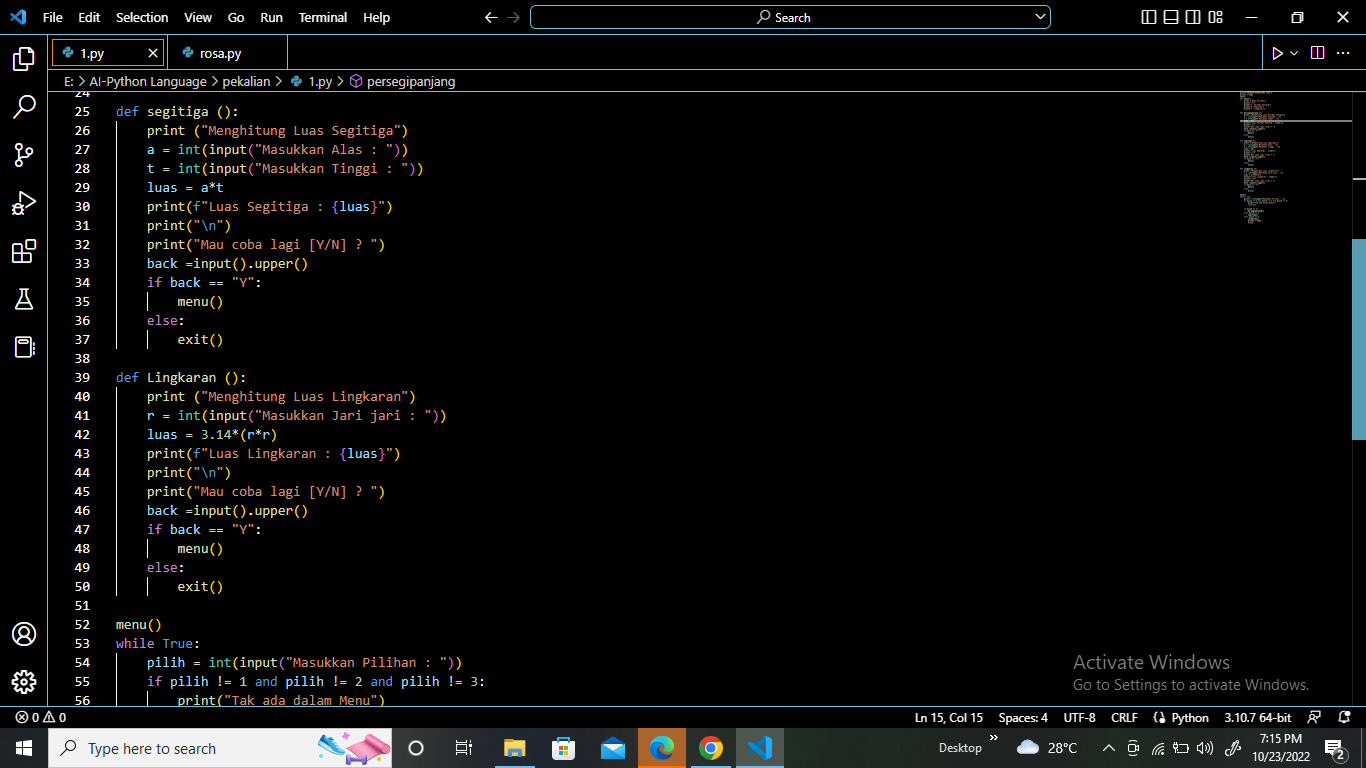 File Edit Selection View Go Run Terminal Help Search
1.py rosa.py
E: > AI-Python Language > pekalian > 1.py > persegipanjang
24
25 def segitiga ():
26     print ("Menghitung Luas Segitiga")
27     a = int(input("Masukkan Alas : "))
28     t = int(input("Masukkan Tinggi : "))
29     luas = a*t
30     print(f"Luas Segitiga : {luas}")
31     print("\n")
32     print("Mau coba lagi [Y/N] ? ")
33     back =input().upper()
34     if back == "Y":
35         menu()
36     else:
37         exit()
38
39 def Lingkaran ():
40     print ("Menghitung Luas Lingkaran")
41     r = int(input("Masukkan Jari jari : "))
42     luas = 3.14*(r*r)
43     print(f"Luas Lingkaran : {luas}")
44     print("\n")
45     print("Mau coba lagi [Y/N] ? ")
46     back =input().upper()
47     if back == "Y":
48         menu()
49     else:
50         exit()
51
52 menu()
53 while True:
54     pilih = int(input("Masukkan Pilihan : "))
55     if pilih != 1 and pilih != 2 and pilih != 3:
56         print("Tak ada dalam Menu")
Activate Windows
Go to Settings to activate Windows.
0 0 Ln 15, Col 15 Spaces: 4 UTF-8 CRLF Python 3.10.7 64-bit
Type here to search Desktop 28°C 7:15 PM
10/23/2022
2